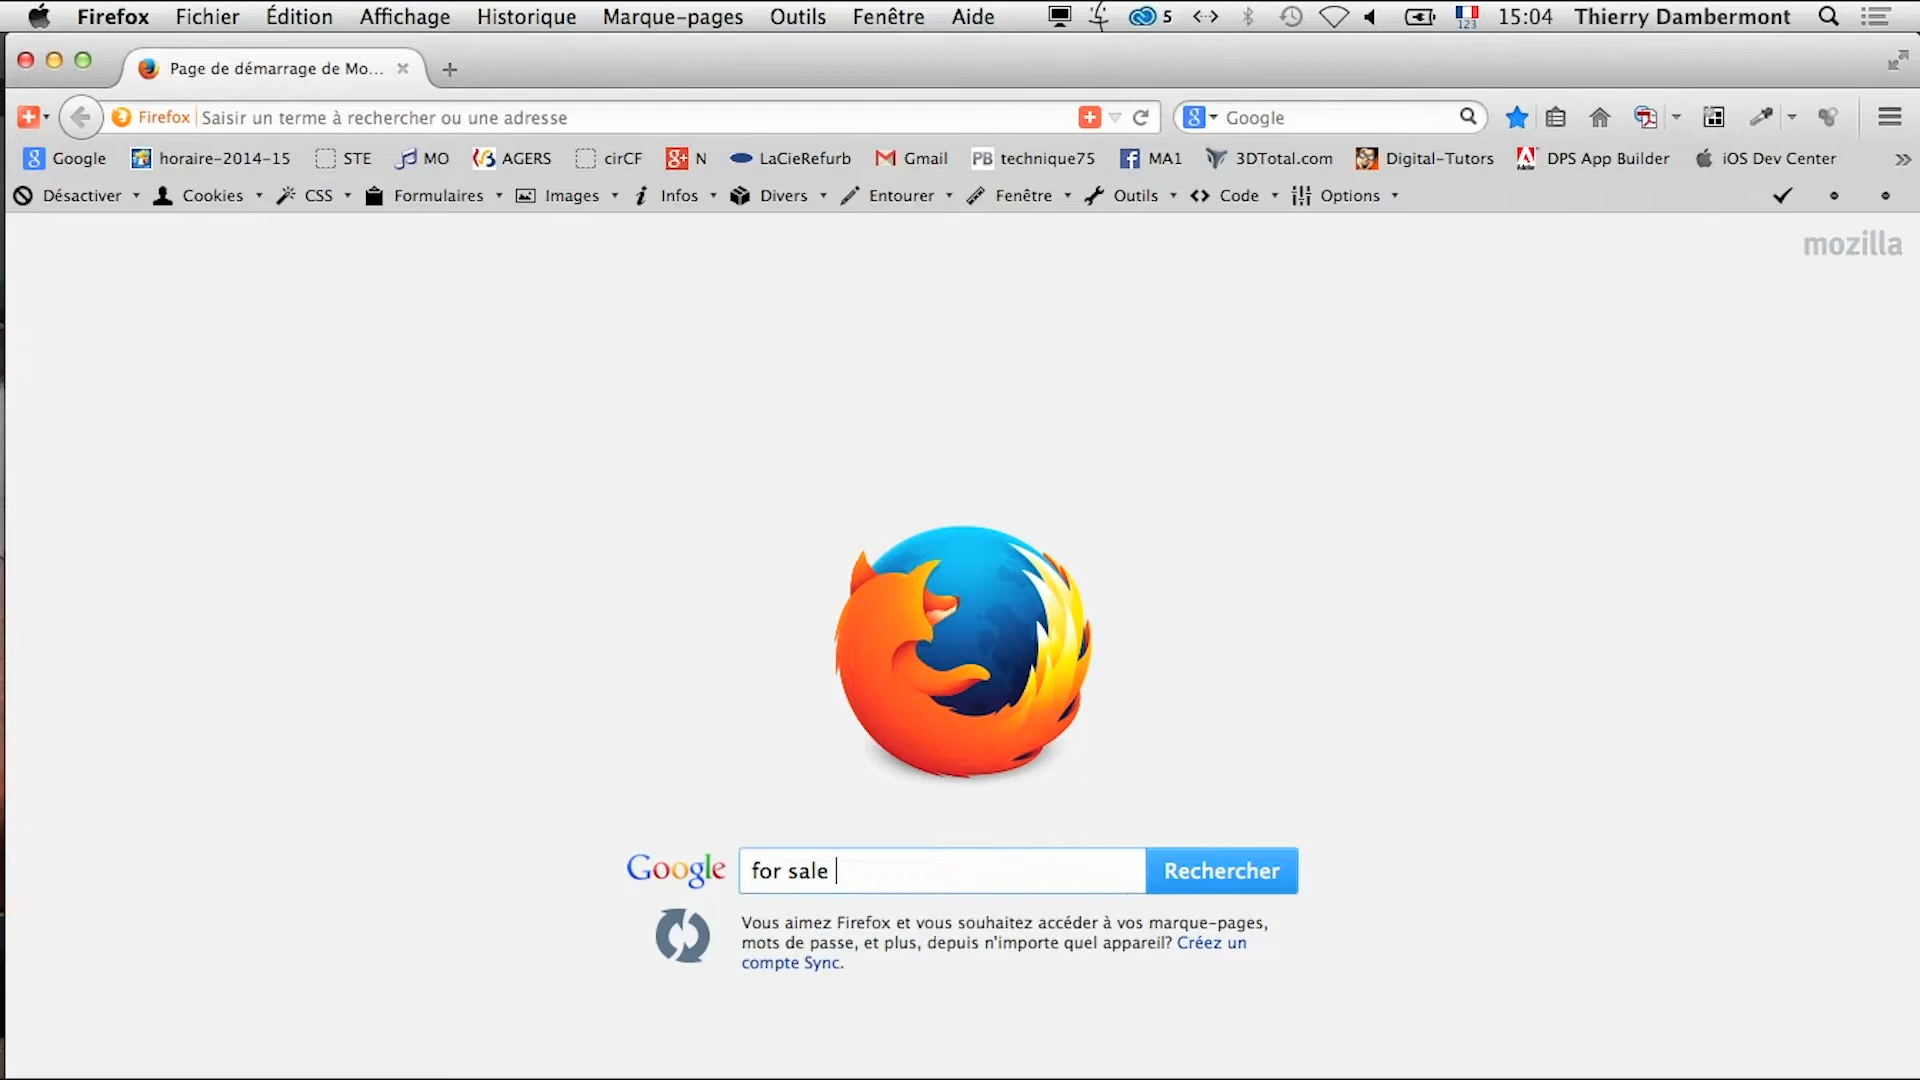 Firefox Fichier Édition Affichage Historique Marque-pages Outils Fenêtre Aide 5 123 15:04 Thierry Dambermont
Page de démarrage de Mo...
Firefox Saisir un terme à rechercher ou une adresse Google
Google horaire-2014-15 STE MO AGERS cirCF N LaCieRefurb Gmail PB technique75 MA1 3DTotal.com Digital-Tutors DPS App Builder iOS Dev Center
Désactiver Cookies CSS Formulaires Images Infos Divers Entourer Fenêtre Outils Code Options
mozilla
Google for sale Rechercher
Vous aimez Firefox et vous souhaitez accéder à vos marque-pages,
mots de passe, et plus, depuis n'importe quel appareil? Créez un
compte Sync.